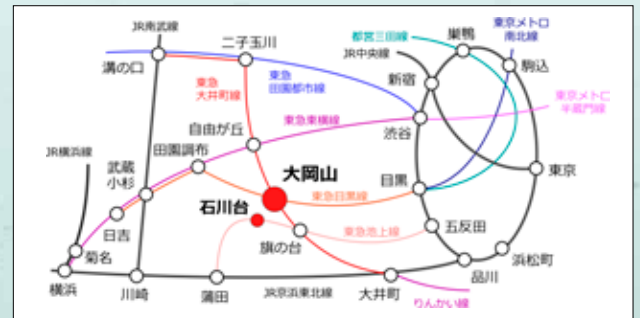 JR南武線
二子玉川
溝の口
東急
大井町線
東急
田園都市線
都営三田線
JR中央線
巣鴨
東京メトロ
南北線
駒込
新宿
東京メトロ
半蔵門線
自由が丘
東急東横線
渋谷
JR横浜線
武蔵
小杉
田園調布
大岡山
東急目黒線
目黒
東京
石川台
日吉
旗の台
東急池上線
五反田
菊名
浜松町
品川
横浜
川崎
蒲田
JR京浜東北線
大井町
りんかい線